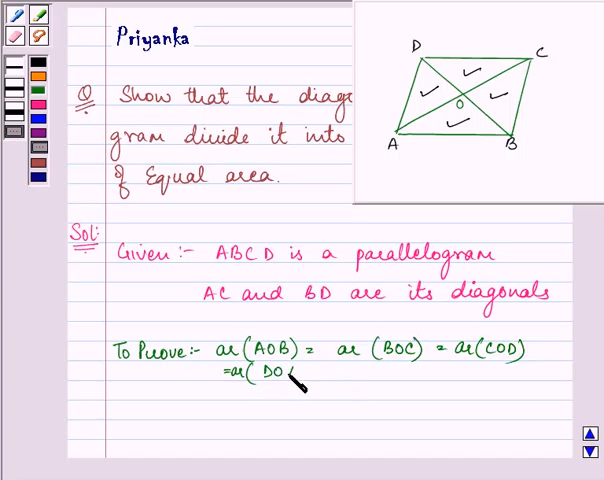 Priyanka
Q Show that the diag
gram divide it into
of Equal area.
Sol:
Given :- ABCD is a parallelogram
AC and BD are its diagonals
To Prove:- ar (AOB) = ar (BOC) = ar(COD)
=ar( DO
D C
O
A B